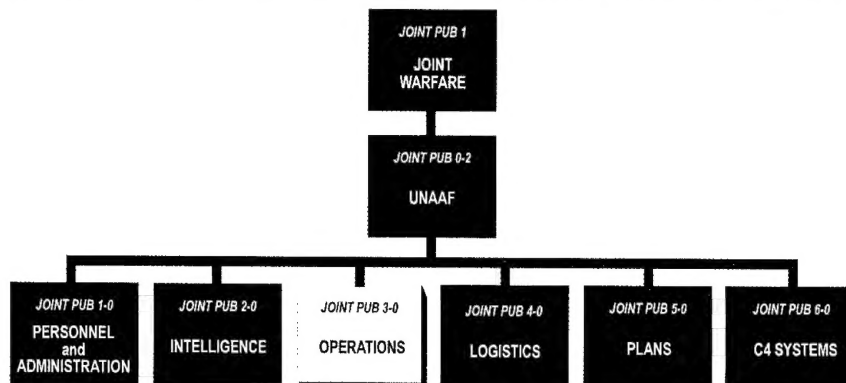 JOINT PUB 1
JOINT
WARFARE
JOINT PUB 0-2
UNAAF
JOINT PUB 1-0
PERSONNEL
and
ADMINISTRATION
JOINT PUB 2-0
INTELLIGENCE
JOINT PUB 3-0
OPERATIONS
JOINT PUB 4-0
LOGISTICS
JOINT PUB 5-0
PLANS
JOINT PUB 6-0
C4 SYSTEMS